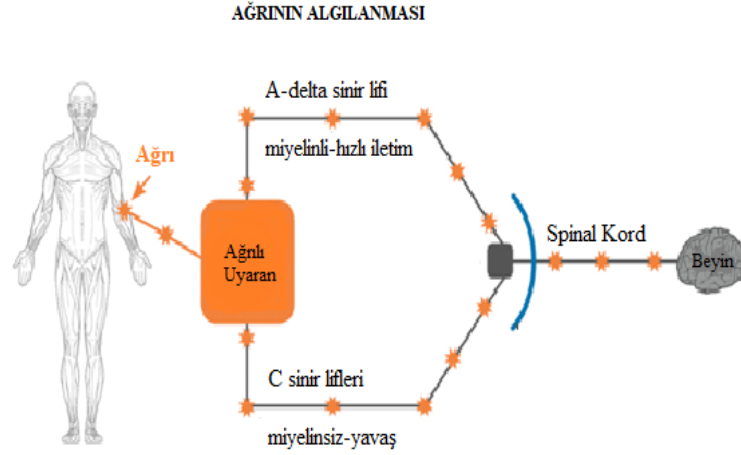 AĞRININ ALGILANMASI
A-delta sinir lifi
miyelinli-hızlı iletim
Ağrı
Ağrılı
Uyaran
Spinal Kord
Beyin
C sinir lifleri
miyelinsiz-yavaş